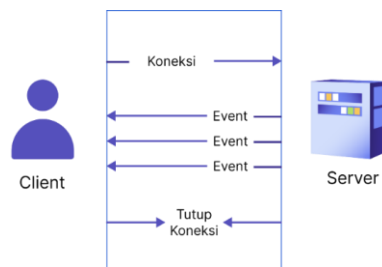 Koneksi
Event
Event
Event
Client
Server
Tutup
Koneksi